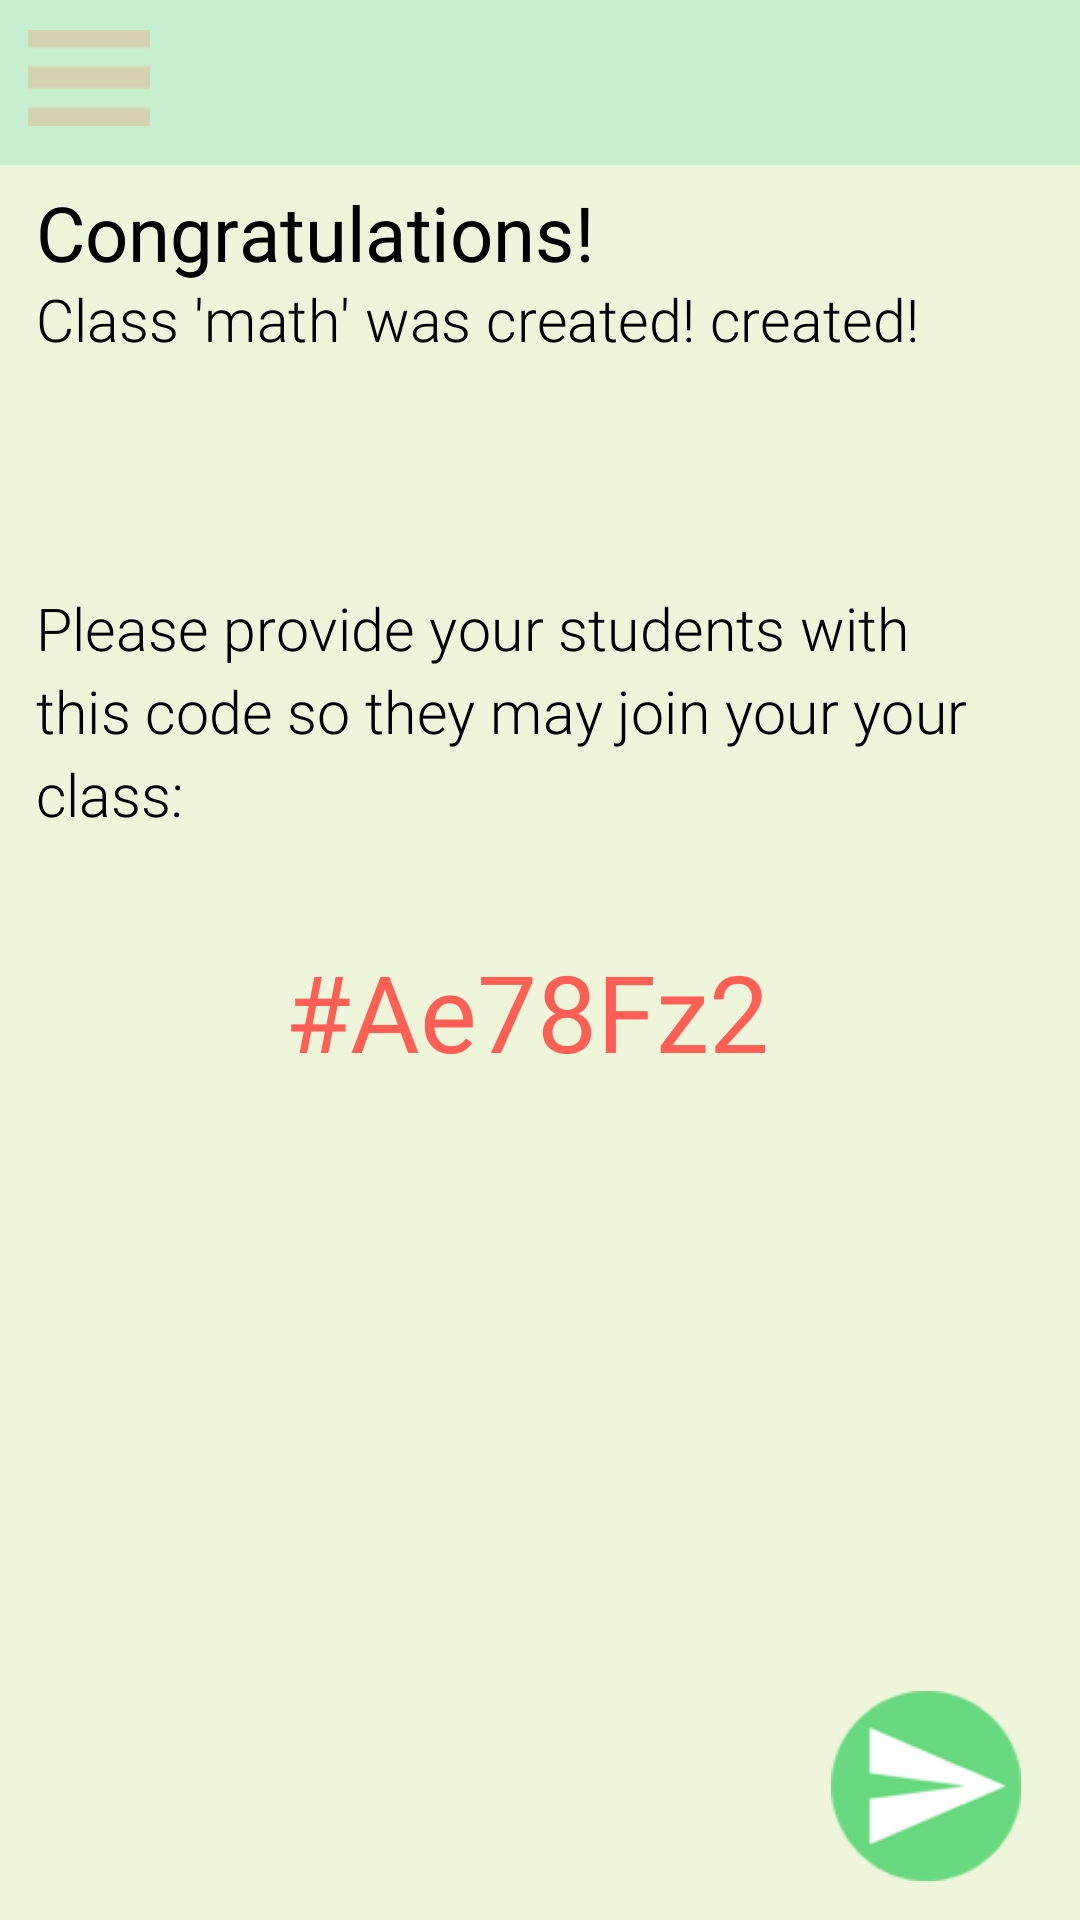 Congratulations!
Class 'math' was created! created!
Please provide your students with
this code so they may join your your
class:
#Ae78Fz2